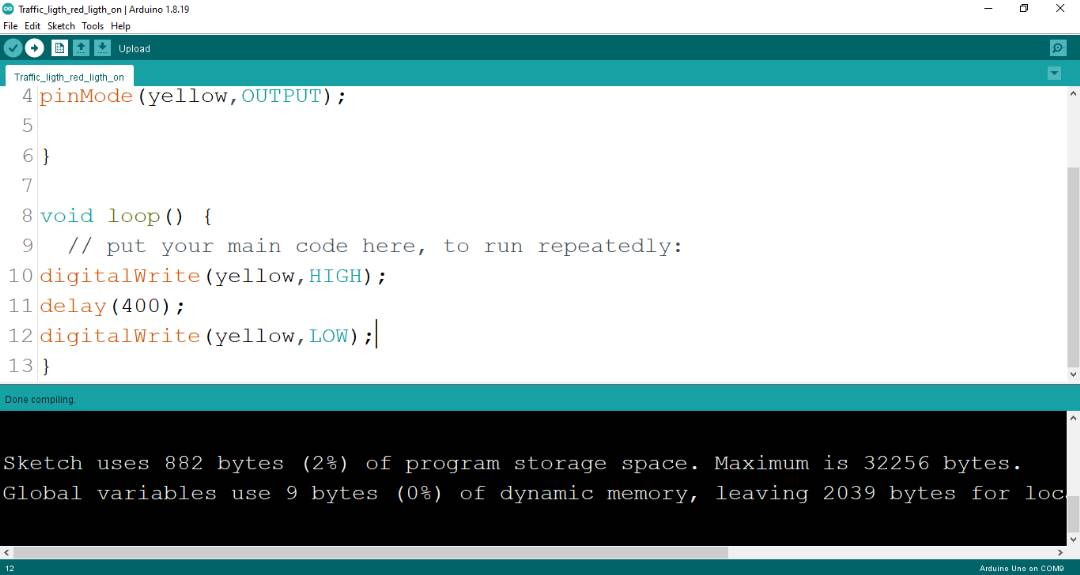 Traffic_ligth_red_ligth_on | Arduino 1.8.19
File Edit Sketch Tools Help
Upload
Traffic_ligth_red_ligth_on
4 pinMode(yellow,OUTPUT);
5
6 }
7
8 void loop() {
9 // put your main code here, to run repeatedly:
10 digitalWrite(yellow,HIGH);
11 delay(400);
12 digitalWrite(yellow,LOW);
13 }
Done compiling.
Sketch uses 882 bytes (2%) of program storage space. Maximum is 32256 bytes.
Global variables use 9 bytes (0%) of dynamic memory, leaving 2039 bytes for loc
12 Arduino Uno on COM9